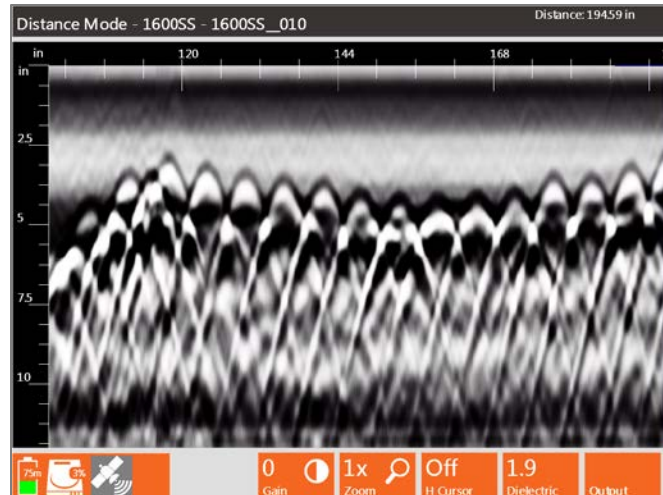 Distance Mode - 1600SS - 1600SS__010
Distance: 194.59 in
in 120 144 168
in
2.5
5
7.5
10
75m 3% 0 1x Off 1.9
Gain Zoom H Cursor Dielectric Output